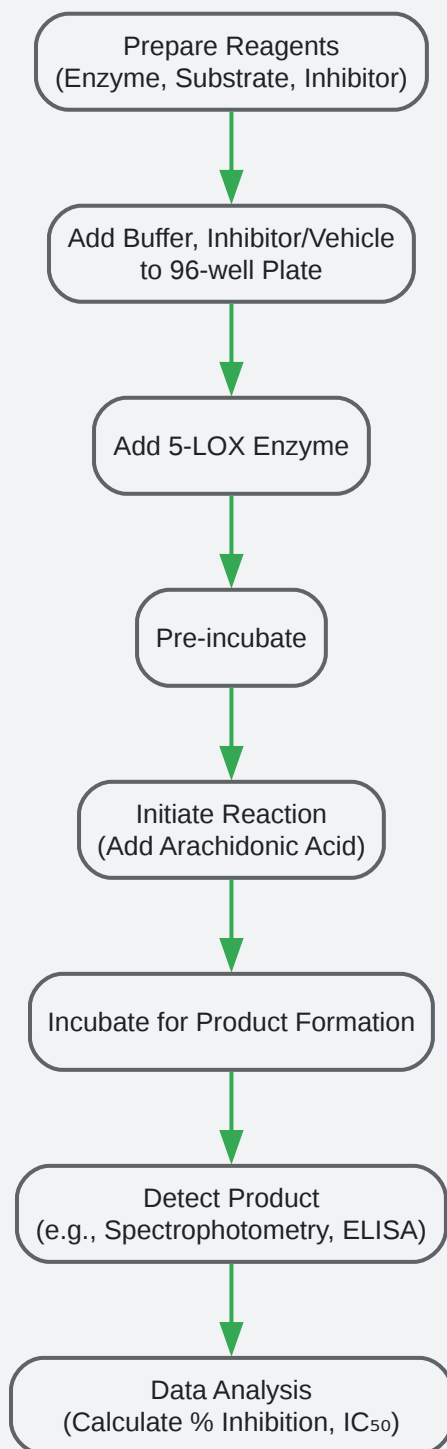 Prepare Reagents
(Enzyme, Substrate, Inhibitor)
Add Buffer, Inhibitor/Vehicle
to 96-well Plate
Add 5-LOX Enzyme
Pre-incubate
Initiate Reaction
(Add Arachidonic Acid)
Incubate for Product Formation
Detect Product
(e.g., Spectrophotometry, ELISA)
Data Analysis
(Calculate % Inhibition, IC₅₀)